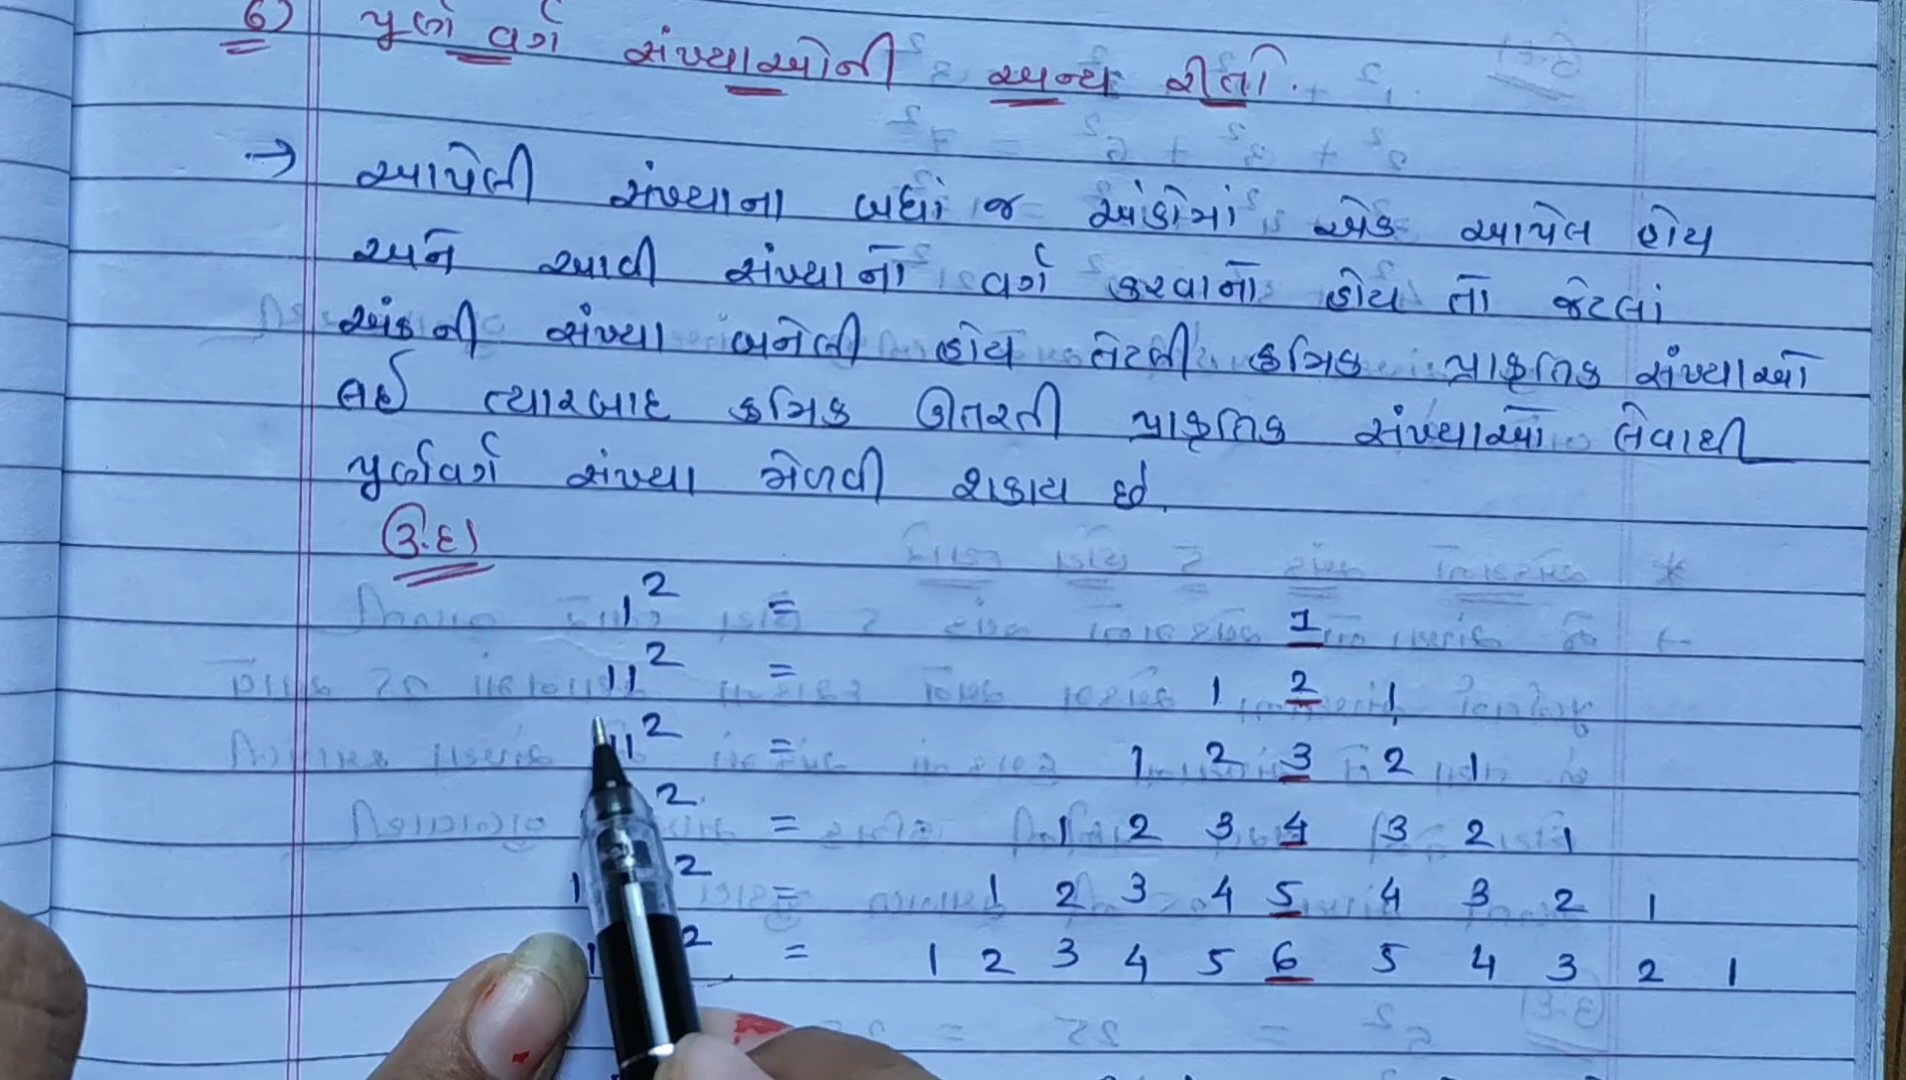 6) પૂર્ણ વર્ગ સંખ્યાઓની અન્ય રીતો.
→ આપેલી સંખ્યાના બધાં જ અંકોમાં એક આપેલ હોય
અને આવી સંખ્યાનો વર્ગ કરવાનો હોય તો જેટલાં
અંકની સંખ્યા બનેલી હોય તેટલી ક્રમિક પ્રાકૃતિક સંખ્યાઓ
લઈ ત્યારબાદ ક્રમિક ઊતરતી પ્રાકૃતિક સંખ્યાઓ લેવાથી
પૂર્ણવર્ગ સંખ્યા મેળવી શકાય છે.
ઉ.દા
1² = 1
11² = 1 2 1
² = 1 2 3 2 1
² = 1 2 3 4 3 2 1
² = 1 2 3 4 5 4 3 2 1
² = 1 2 3 4 5 6 5 4 3 2 1